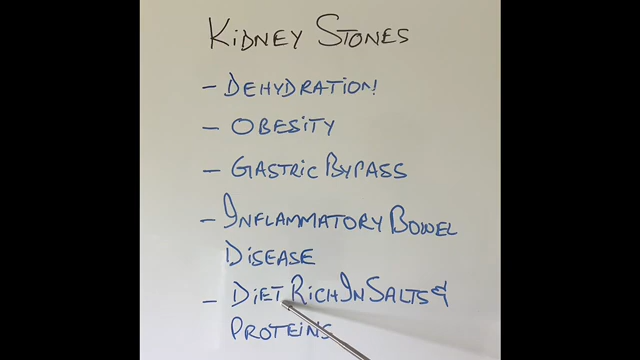 KIDNEY STONES
- DEHYDRATION!
- OBESITY
- GASTRIC BYPASS
- INFLAMMATORY BOWEL
DISEASE
- DIET RICH IN SALTS &
PROTEINS